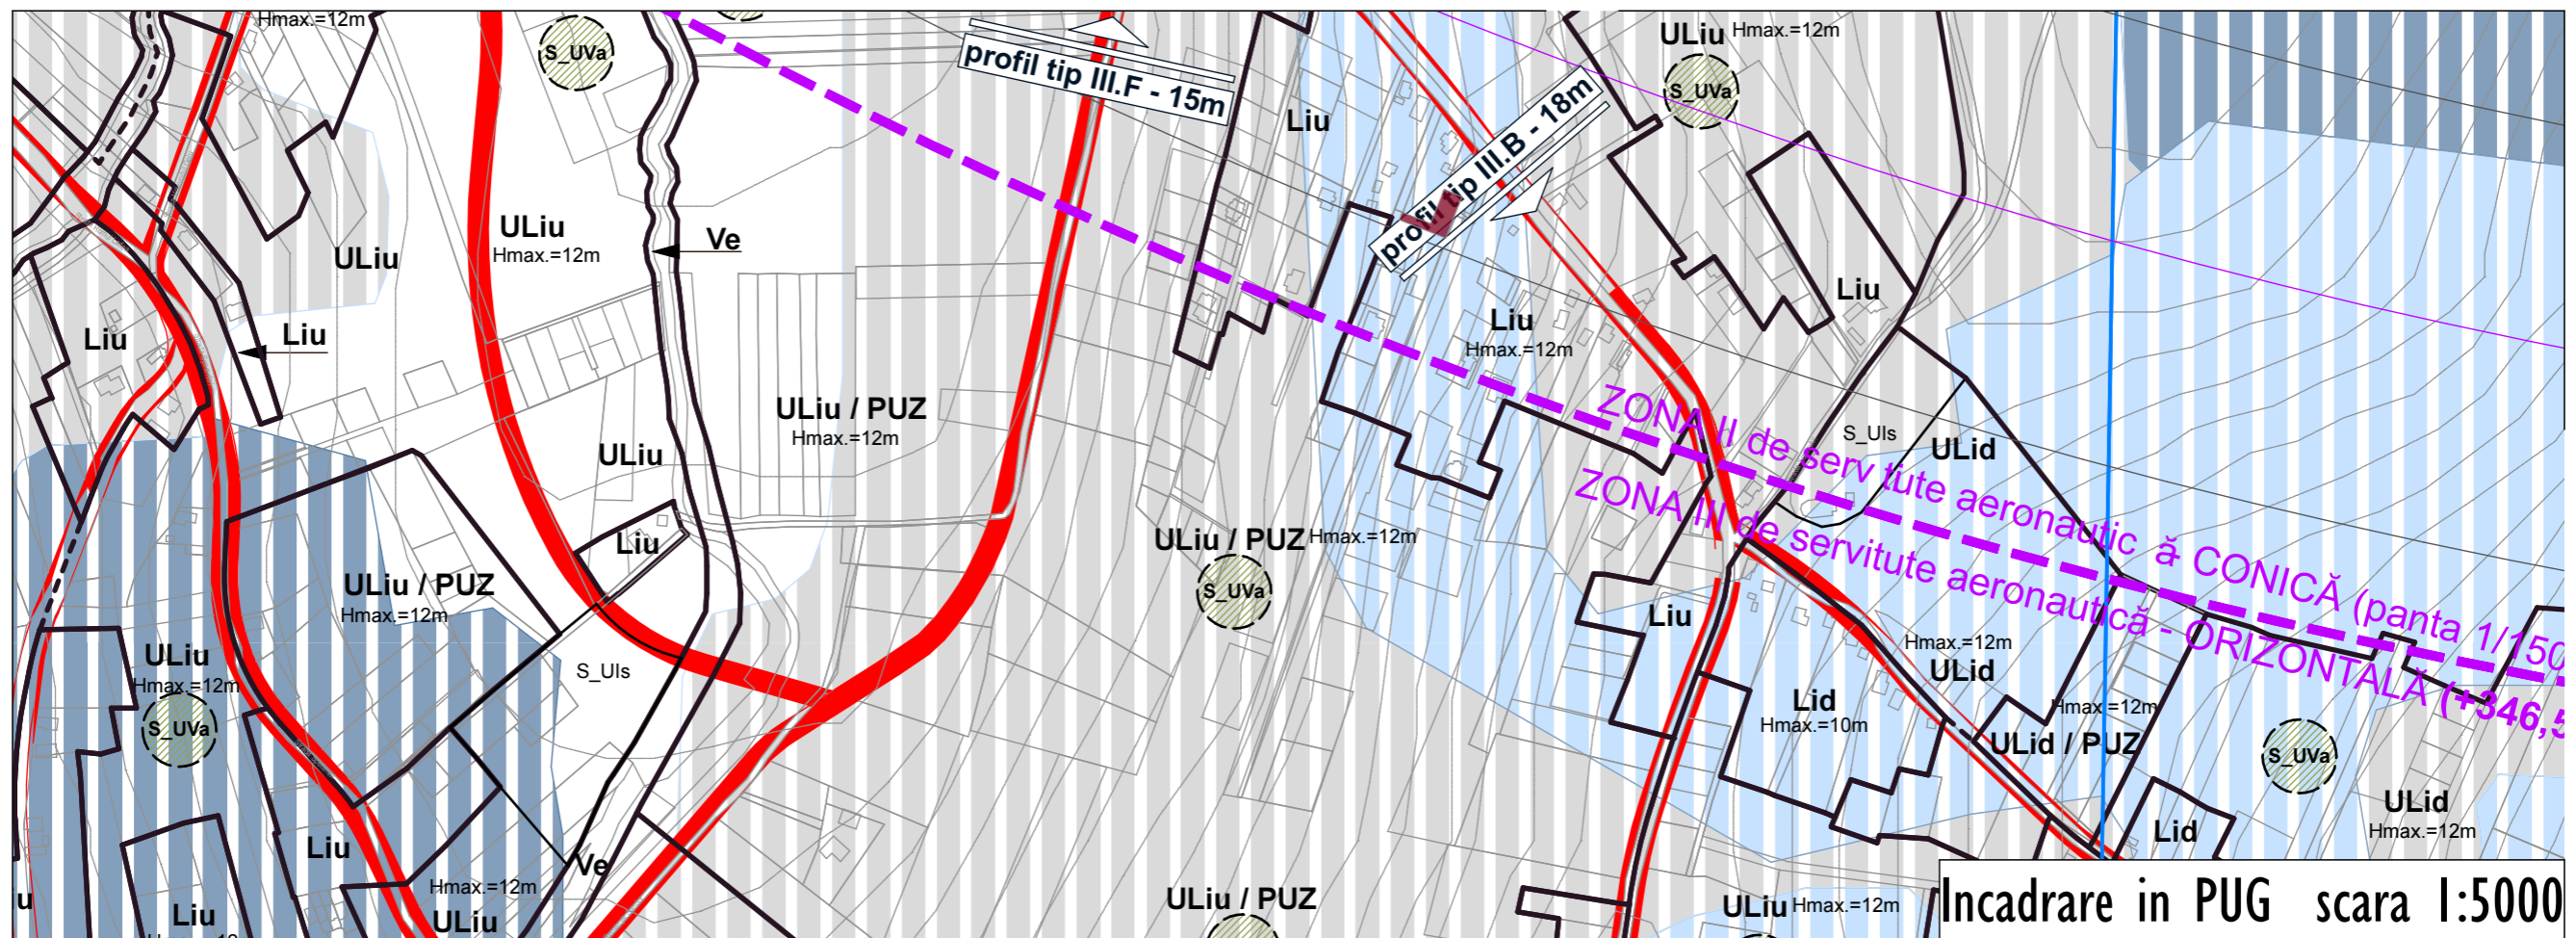 Hmax.=12m
S_UVa
profil tip III.F - 15m
ULiu Hmax.=12m
S_UVa
Liu
profil tip III.B - 18m
ULiu
Hmax.=12m
Ve
ULiu
Liu
Liu
Liu
Liu
Hmax.=12m
ULiu / PUZ
Hmax.=12m
ULiu
S_UIs
ULid
ZONA II de serv tute aeronautic ă CONICĂ (panta 1/150
ZONA III de servitute aeronautică - ORIZONTALĂ (+346,5
Liu
ULiu / PUZ Hmax.=12m
S_UVa
ULiu / PUZ
Hmax.=12m
Liu
Hmax.=12m
ULid
ULiu
Hmax.=12m
S_UVa
S_UIs
Lid
Hmax.=10m
Hmax.=12m
ULid / PUZ
S_UVa
ULid
Hmax.=12m
Lid
Liu
Ve
Hmax.=12m
ULiu
Liu
ULiu / PUZ
ULiu Hmax.=12m
Incadrare in PUG scara 1:5000